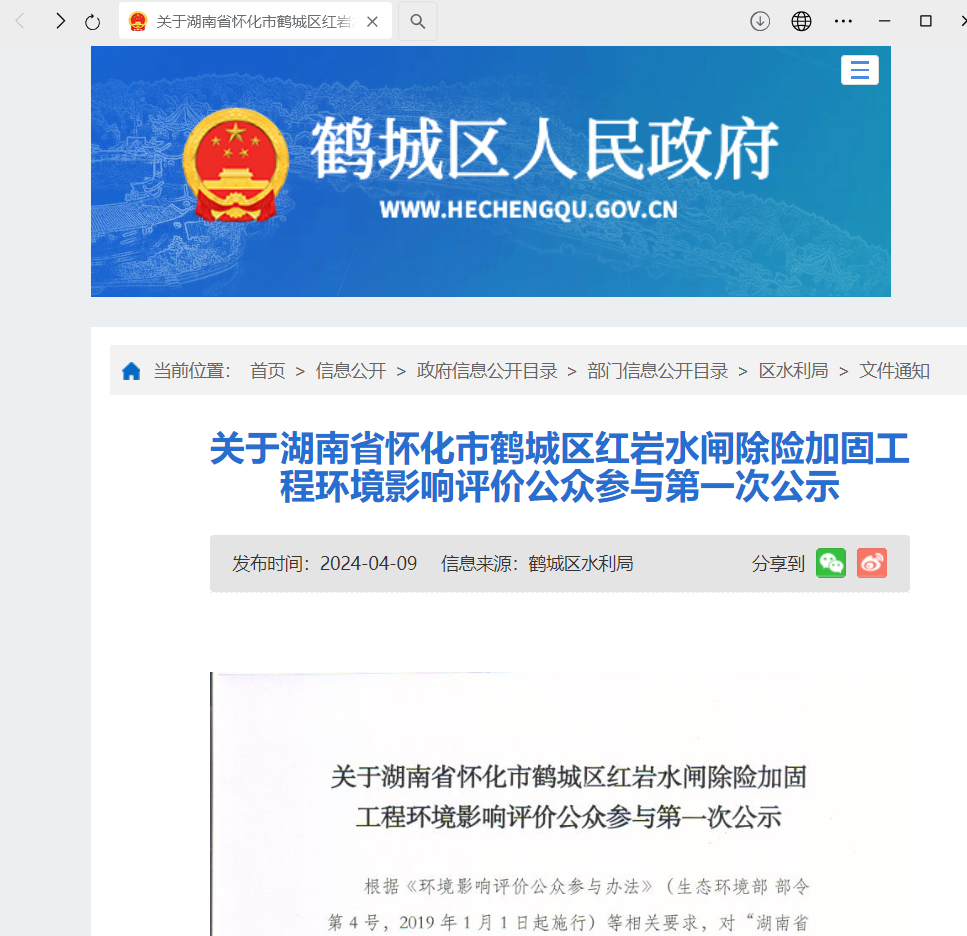 关于湖南省怀化市鹤城区红岩
鹤城区人民政府
WWW.HECHENGQU.GOV.CN
当前位置： 首页 > 信息公开 > 政府信息公开目录 > 部门信息公开目录 > 区水利局 > 文件通知
关于湖南省怀化市鹤城区红岩水闸除险加固工
程环境影响评价公众参与第一次公示
发布时间：2024-04-09 信息来源：鹤城区水利局 分享到
关于湖南省怀化市鹤城区红岩水闸除险加固
工程环境影响评价公众参与第一次公示
根据《环境影响评价公众参与办法》（生态环境部 部令
第 4 号，2019 年 1 月 1 日起施行）等相关要求，对“湖南省